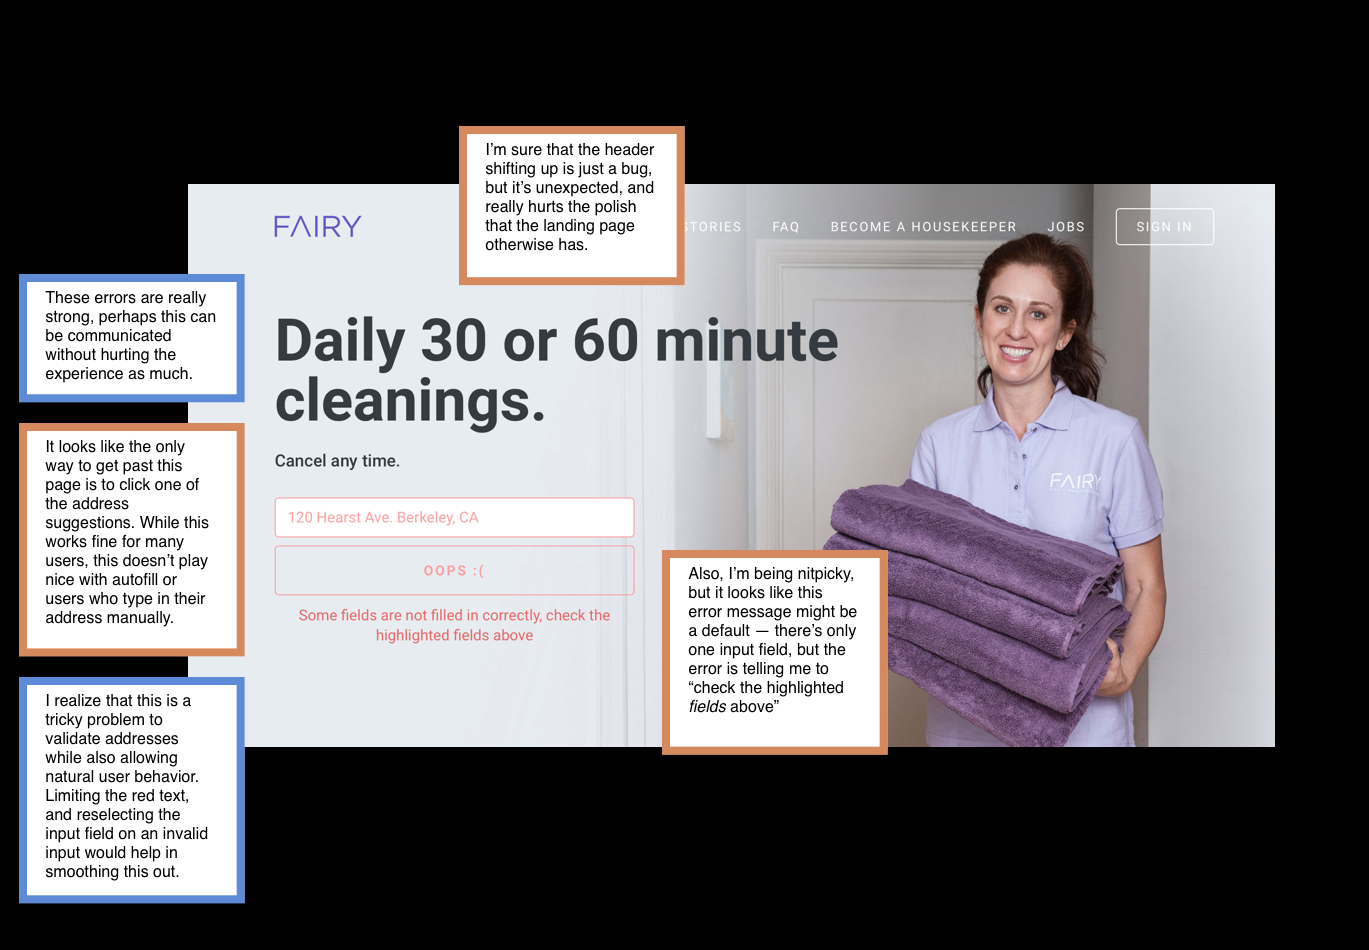 I'm sure that the header
shifting up is just a bug,
but it's unexpected, and
really hurts the polish
that the landing page
otherwise has.
FAIRY
STORIES FAQ BECOME A HOUSEKEEPER JOBS SIGN IN
These errors are really
strong, perhaps this can
be communicated
without hurting the
experience as much.
Daily 30 or 60 minute
cleanings.
Cancel any time.
It looks like the only
way to get past this
page is to click one of
the address
suggestions. While this
works fine for many
users, this doesn't play
nice with autofill or
users who type in their
address manually.
120 Hearst Ave. Berkeley, CA
OOPS :(
Some fields are not filled in correctly, check the
highlighted fields above
FAIRY
Also, I'm being nitpicky,
but it looks like this
error message might be
a default — there's only
one input field, but the
error is telling me to
“check the highlighted
fields above”
I realize that this is a
tricky problem to
validate addresses
while also allowing
natural user behavior.
Limiting the red text,
and reselecting the
input field on an invalid
input would help in
smoothing this out.